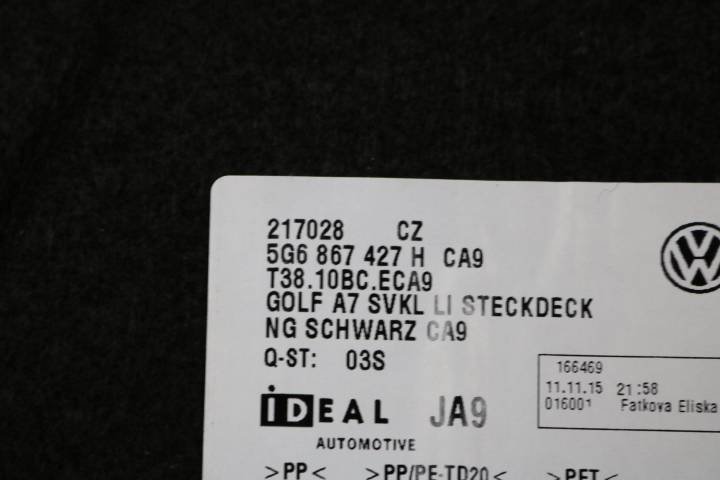 217028 CZ
5G6 867 427 H CA9
T38.10BC.ECA9
GOLF A7 SVKL LI STECKDECK
NG SCHWARZ CA9
Q-ST: 03S
166469
11.11.15 21:58
016001 Fatkova Eliska
iDEAL JA9
AUTOMOTIVE
>PP< >PP/PE-TD20< >PET<
VW